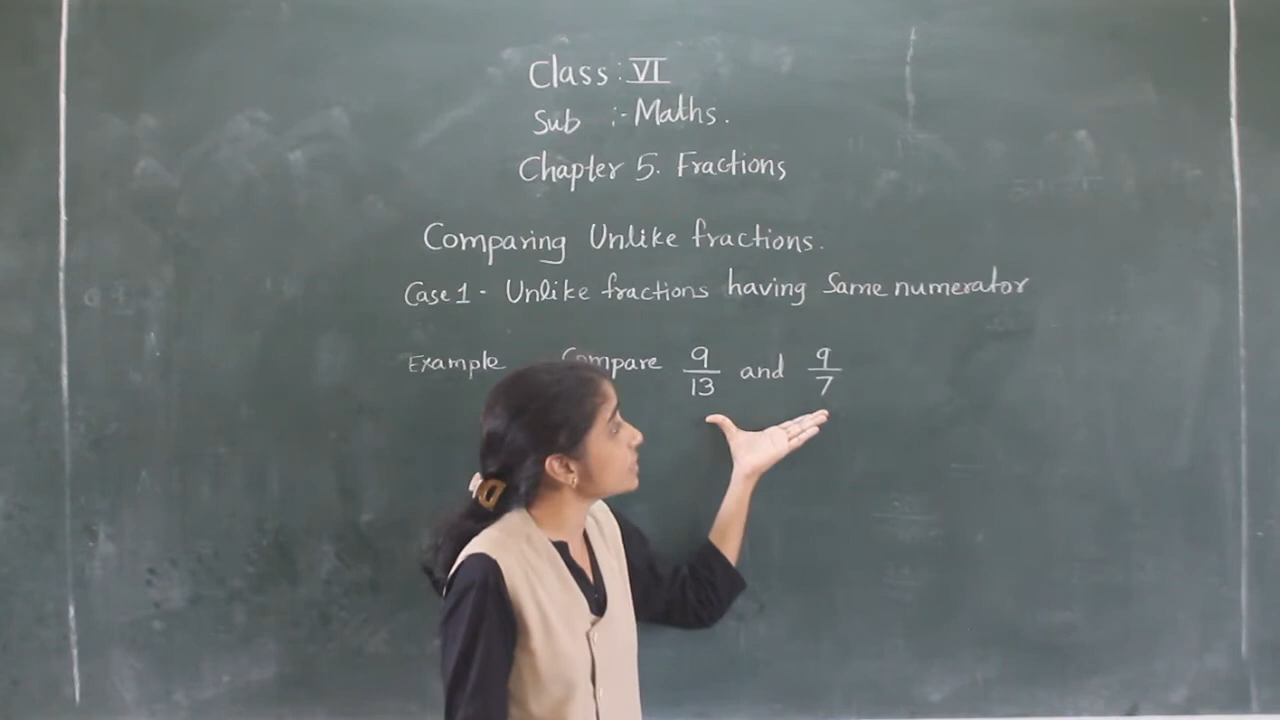 Class : VI
Sub :- Maths.
Chapter 5. Fractions
Comparing Unlike fractions.
Case 1 - Unlike fractions having Same numerator
Example Compare 9/13 and 9/7